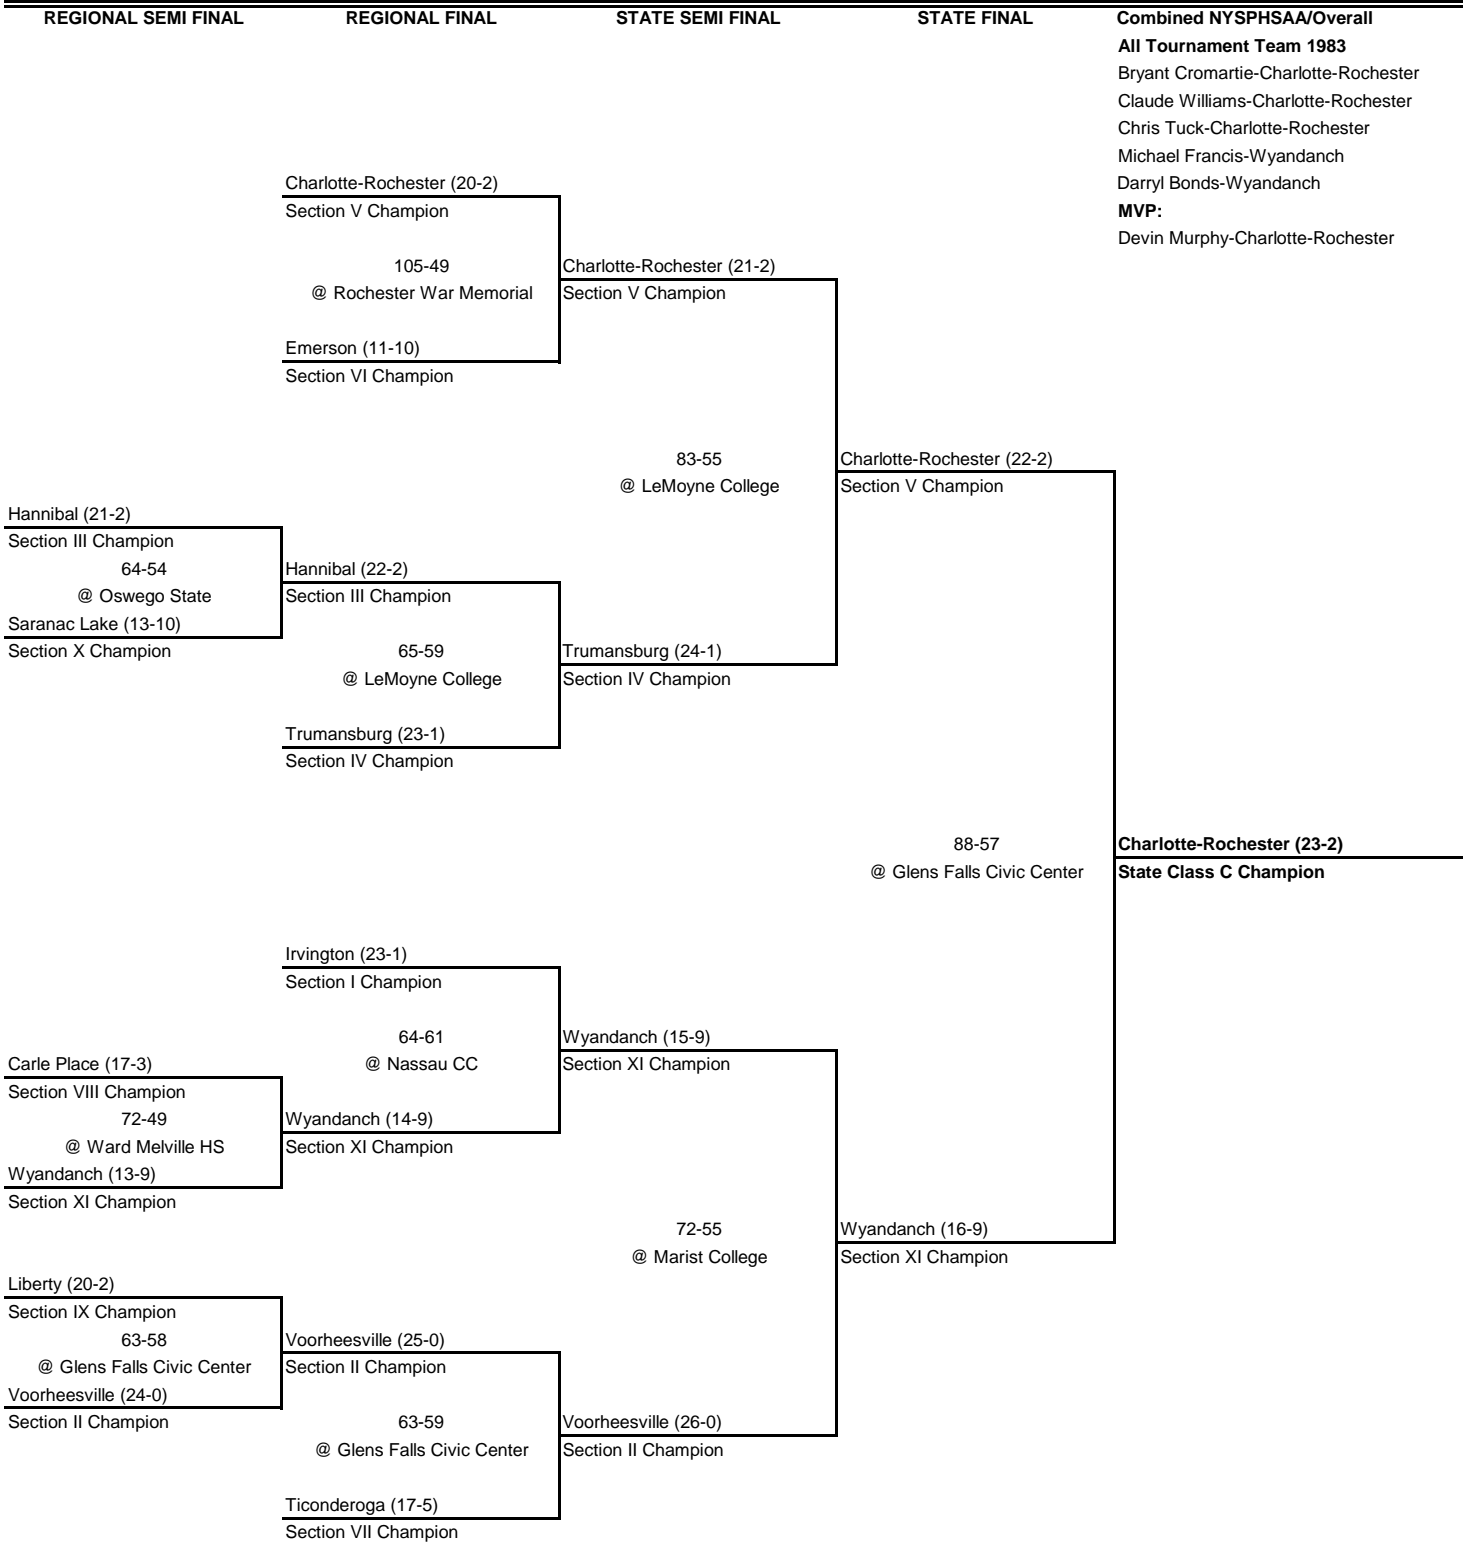 REGIONAL SEMI FINAL
REGIONAL FINAL
STATE SEMI FINAL
STATE FINAL
Combined NYSPHSAA/Overall
All Tournament Team 1983
Bryant Cromartie-Charlotte-Rochester
Claude Williams-Charlotte-Rochester
Chris Tuck-Charlotte-Rochester
Michael Francis-Wyandanch
Darryl Bonds-Wyandanch
MVP:
Devin Murphy-Charlotte-Rochester
Charlotte-Rochester (20-2)
Section V Champion
105-49
@ Rochester War Memorial
Emerson (11-10)
Section VI Champion
Charlotte-Rochester (21-2)
Section V Champion
83-55
@ LeMoyne College
Charlotte-Rochester (22-2)
Section V Champion
Hannibal (21-2)
Section III Champion
64-54
@ Oswego State
Saranac Lake (13-10)
Section X Champion
Hannibal (22-2)
Section III Champion
65-59
@ LeMoyne College
Trumansburg (23-1)
Section IV Champion
Trumansburg (24-1)
Section IV Champion
88-57
@ Glens Falls Civic Center
Charlotte-Rochester (23-2)
State Class C Champion
Irvington (23-1)
Section I Champion
64-61
@ Nassau CC
Wyandanch (15-9)
Section XI Champion
Carle Place (17-3)
Section VIII Champion
72-49
@ Ward Melville HS
Wyandanch (13-9)
Section XI Champion
Wyandanch (14-9)
Section XI Champion
72-55
@ Marist College
Wyandanch (16-9)
Section XI Champion
Liberty (20-2)
Section IX Champion
63-58
@ Glens Falls Civic Center
Voorheesville (24-0)
Section II Champion
Voorheesville (25-0)
Section II Champion
63-59
@ Glens Falls Civic Center
Voorheesville (26-0)
Section II Champion
Ticonderoga (17-5)
Section VII Champion